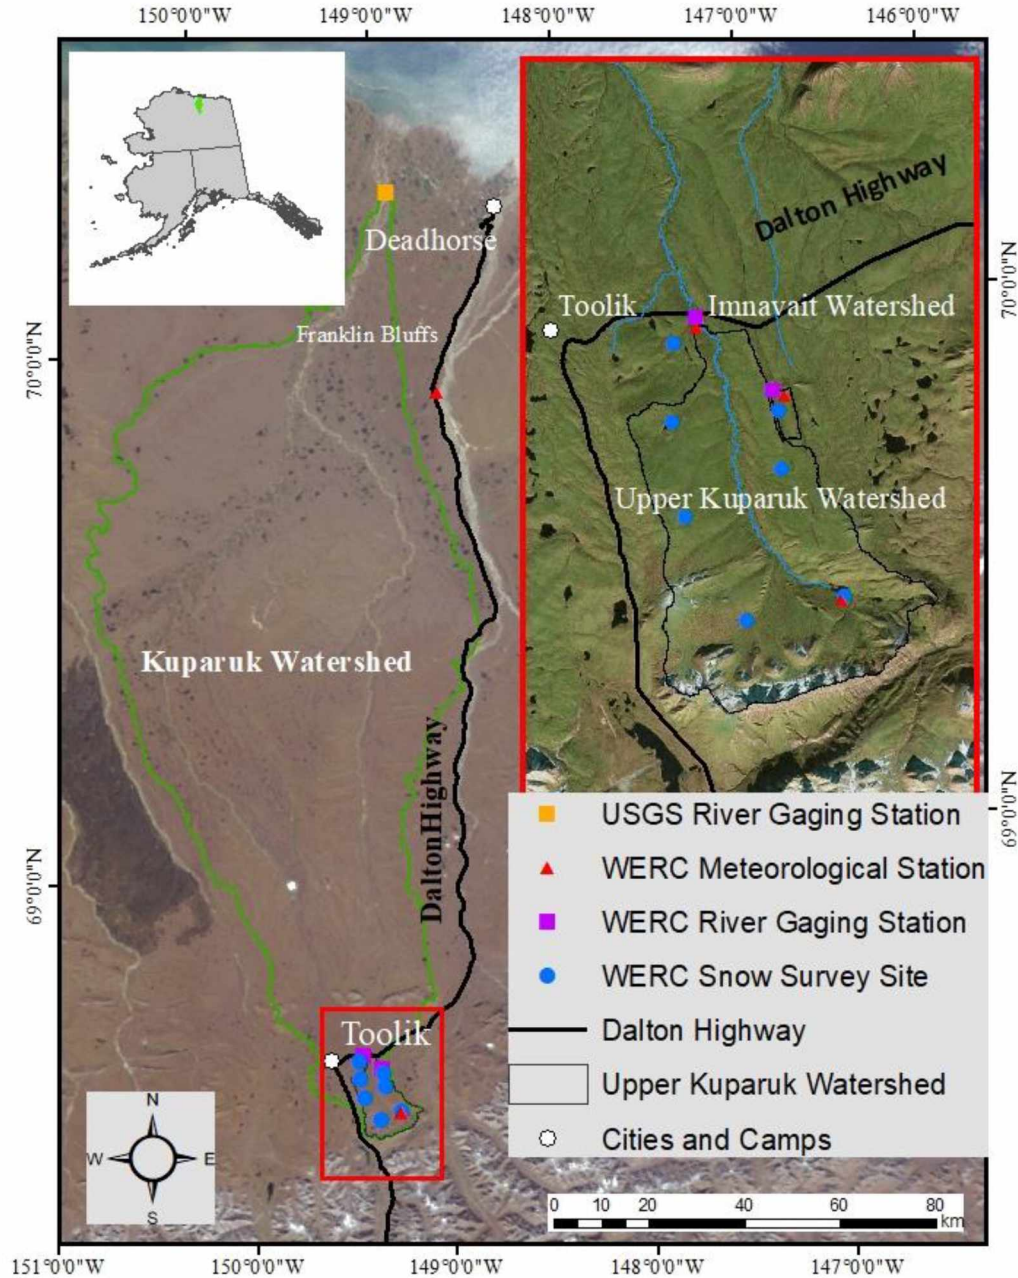 150°0'0"W 149°0'0"W 148°0'0"W 147°0'0"W 146°0'0"W
Dalton Highway
Deadhorse
70°0'0"N
Toolik
Imnavait Watershed
Franklin Bluffs
70°0'0"N
Upper Kuparuk Watershed
Kuparuk Watershed
Dalton Highway
69°0'0"N
69°0'0"N
USGS River Gaging Station
WERC Meteorological Station
WERC River Gaging Station
WERC Snow Survey Site
Dalton Highway
Upper Kuparuk Watershed
Cities and Camps
Toolik
N
W E
S
0 10 20 40 60 80
km
151°0'0"W 150°0'0"W 149°0'0"W 148°0'0"W 147°0'0"W